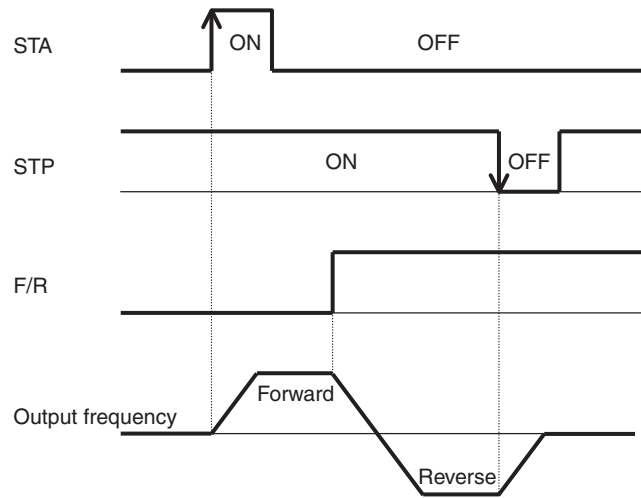 STA
ON
OFF
STP
ON
OFF
F/R
Output frequency
Forward
Reverse